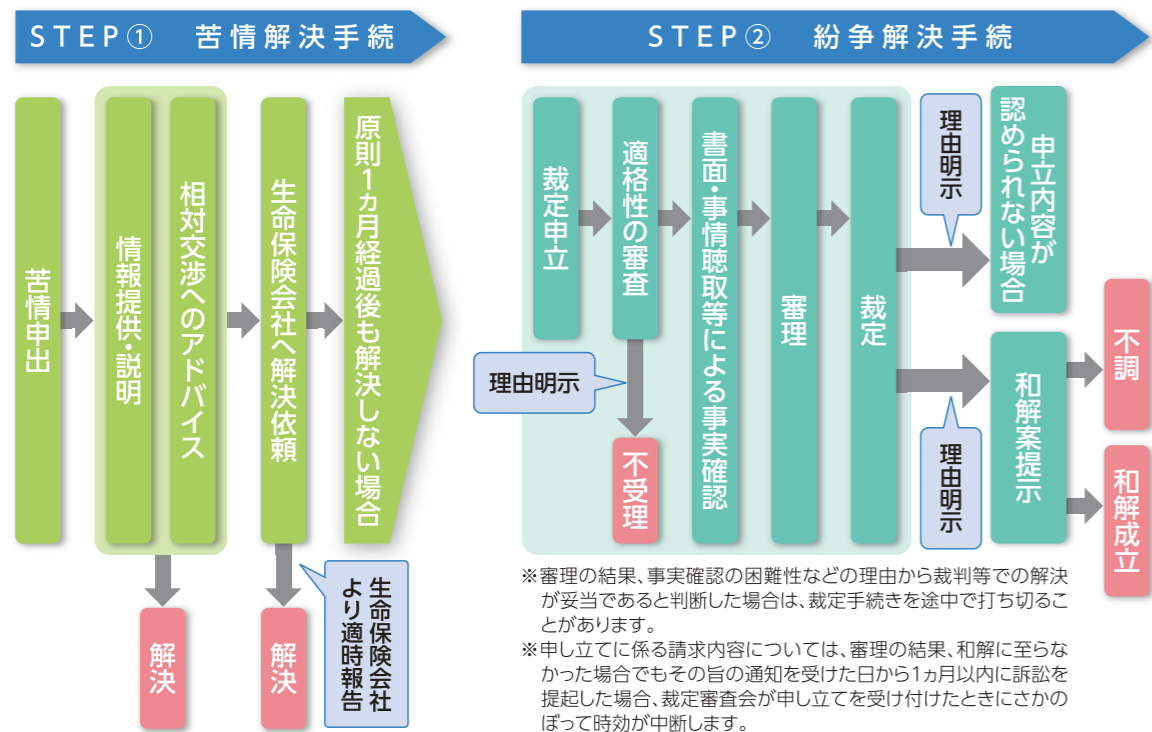 STEP① 苦情解決手続
苦情申出
情報提供・説明
相対交渉へのアドバイス
生命保険会社へ解決依頼
原則1ヵ月経過後も解決しない場合
解決
解決
生命保険会社
より適時報告
STEP② 紛争解決手続
裁定申立
適格性の審査
書面・事情聴取等による事実確認
審理
裁定
理由明示
不受理
理由明示
申立内容が
認められない場合
理由明示
和解案提示
不調
和解成立
※審理の結果、事実確認の困難性などの理由から裁判等での解決
が妥当であると判断した場合は、裁定手続きを途中で打ち切るこ
とがあります。
※申し立てに係る請求内容については、審理の結果、和解に至らな
かった場合でもその旨の通知を受けた日から1ヵ月以内に訴訟を
提起した場合、裁定審査会が申し立てを受け付けたときにさかの
ぼって時効が中断します。